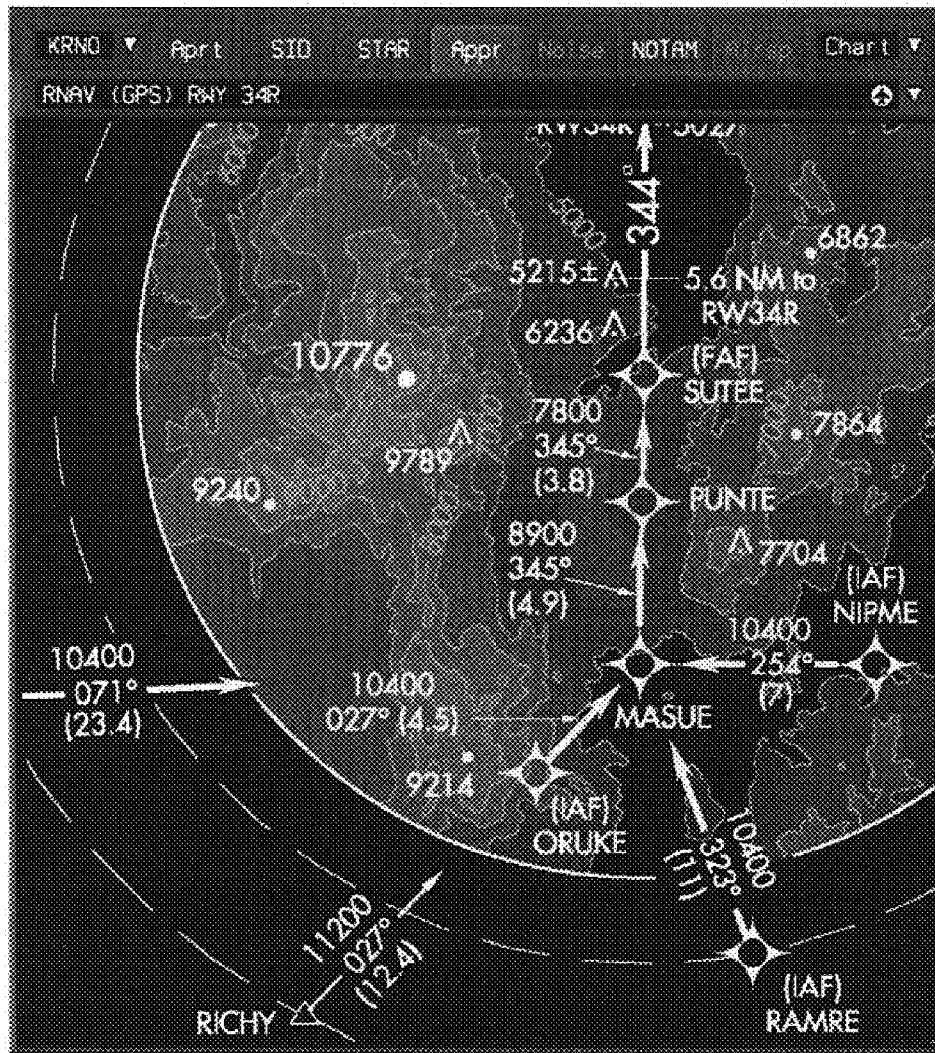 KRNO Aprt SID STAR Appr NOTAM Chart
RNAV (GPS) RWY 34R
344°
6000
5000
6862
5215±
5.6 NM to
RW34R
6236
(FAF)
SUTEE
10776
7800
345°
(3.8)
7864
9789
9240
PUNTE
8900
345°
(4.9)
7704
(IAF)
NIPME
10400
254°
(7)
10400
071°
(23.4)
10400
027° (4.5)
MASUE
9214
(IAF)
ORUKE
10400
323°
(11)
11200
027°
(12.4)
RICHY
(IAF)
RAMRE